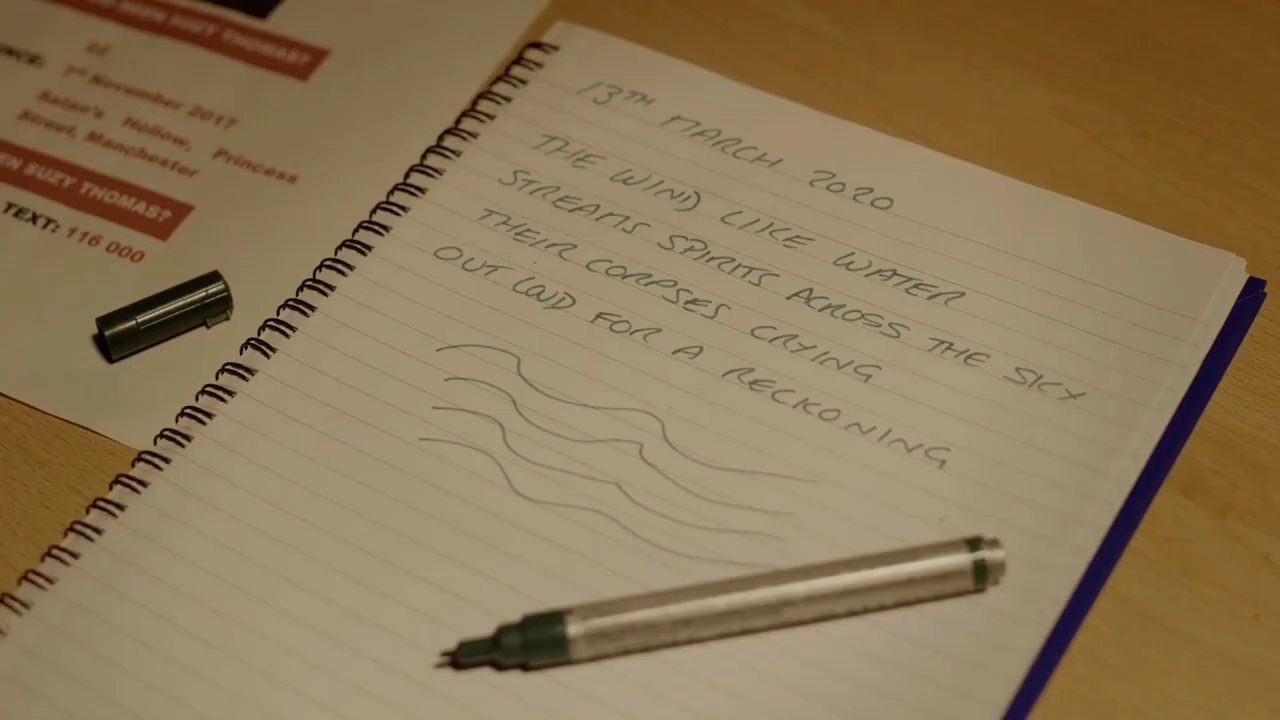 SUZY THOMAS?
7th November 2017
Satan's Hollow, Princess
Street, Manchester
EN SUZY THOMAS?
TEXT: 116 000
13TH MARCH 2020
THE WIND LIKE WATER
STREAMS SPIRITS ACROSS THE SKY
THEIR CORPSES CRYING
OUT LOUD FOR A RECKONING